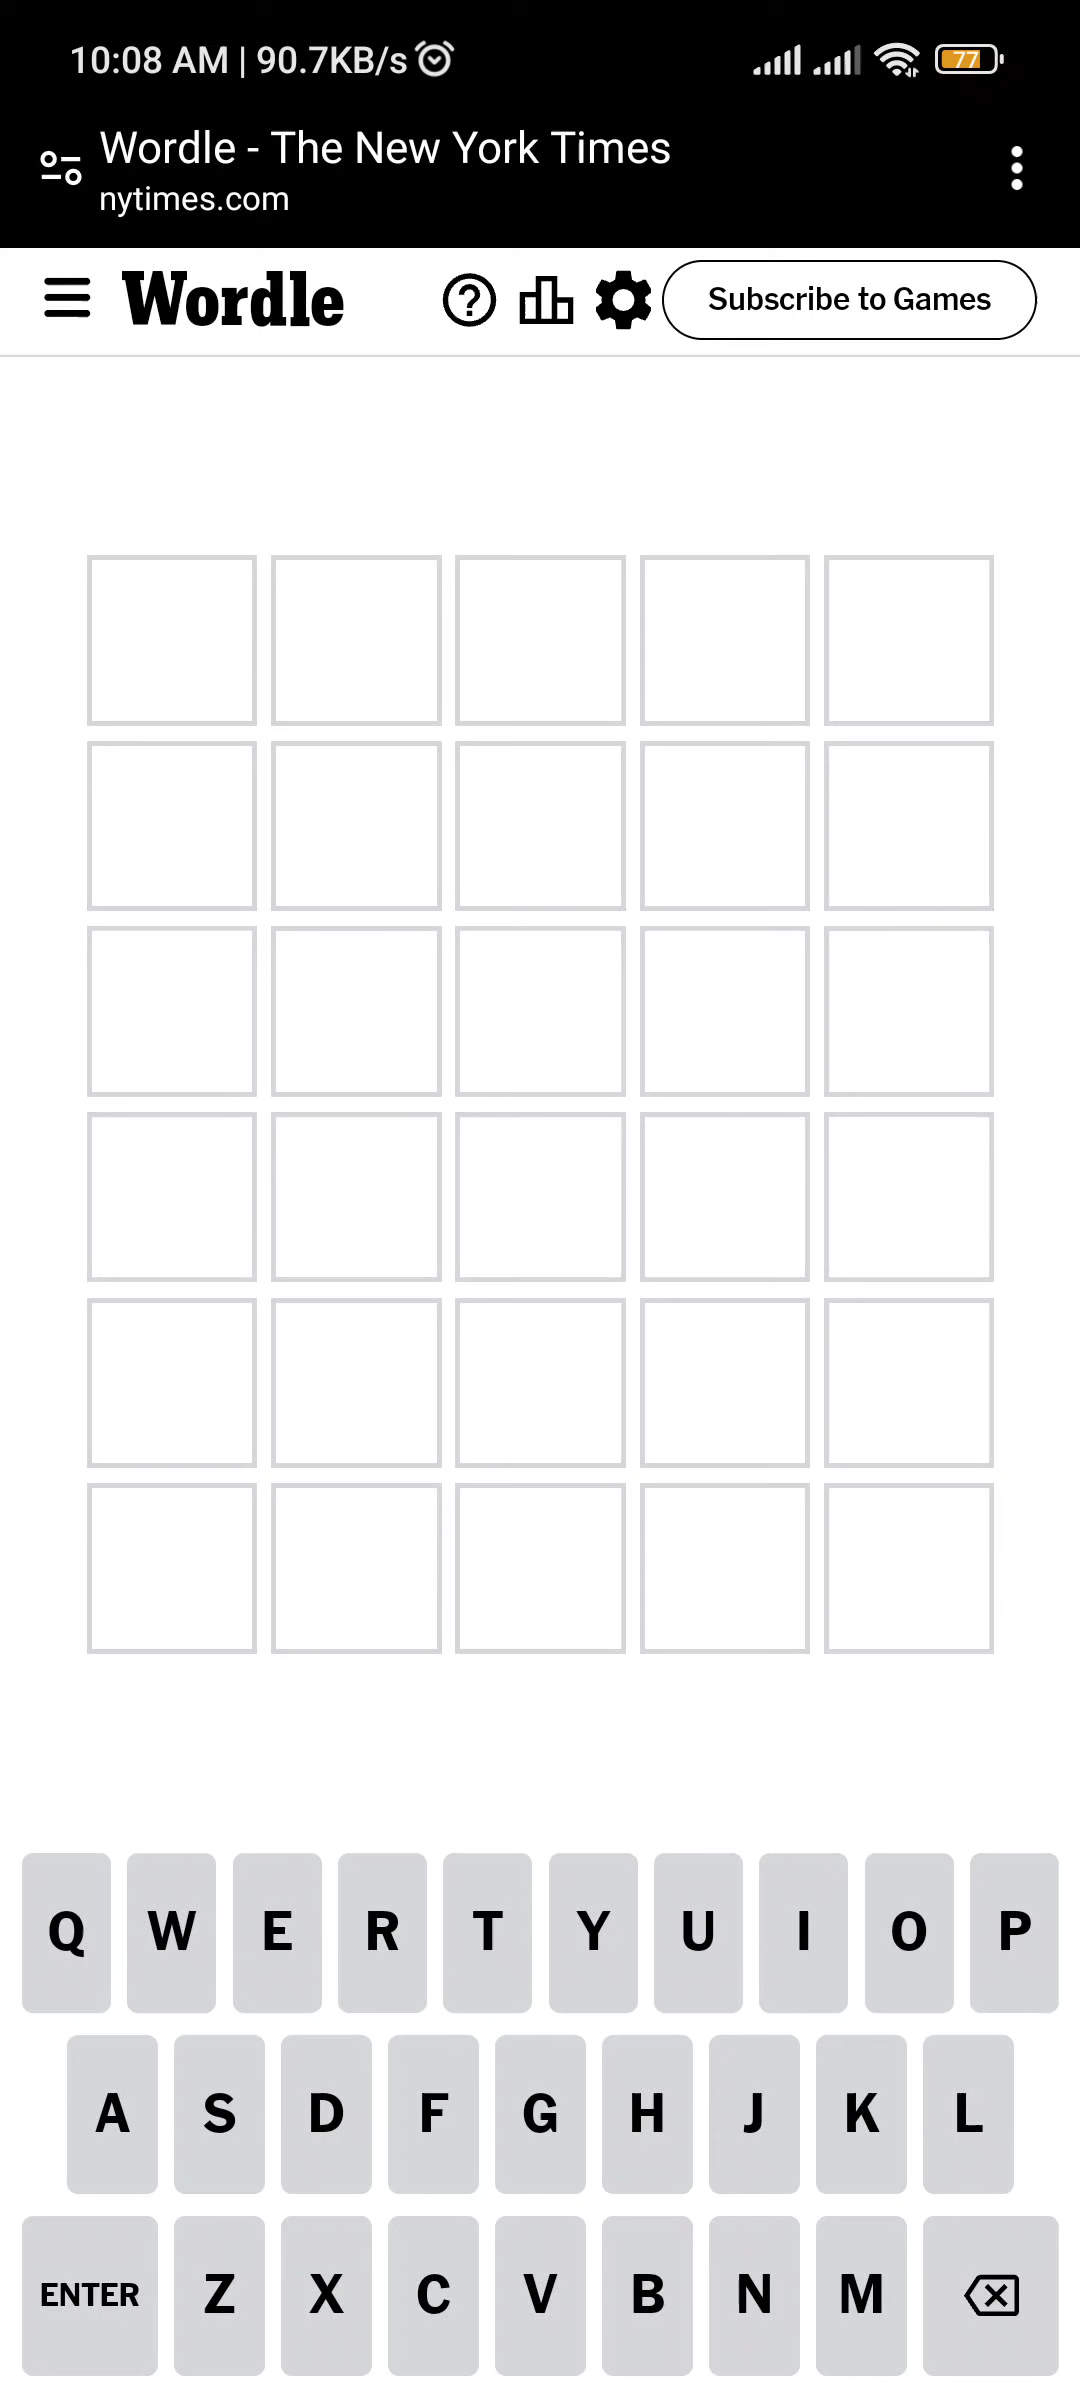 10:08 AM | 90.7KB/s
77
Wordle - The New York Times
nytimes.com
Wordle
Subscribe to Games
Q W E R T Y U I O P
A S D F G H J K L
ENTER Z X C V B N M